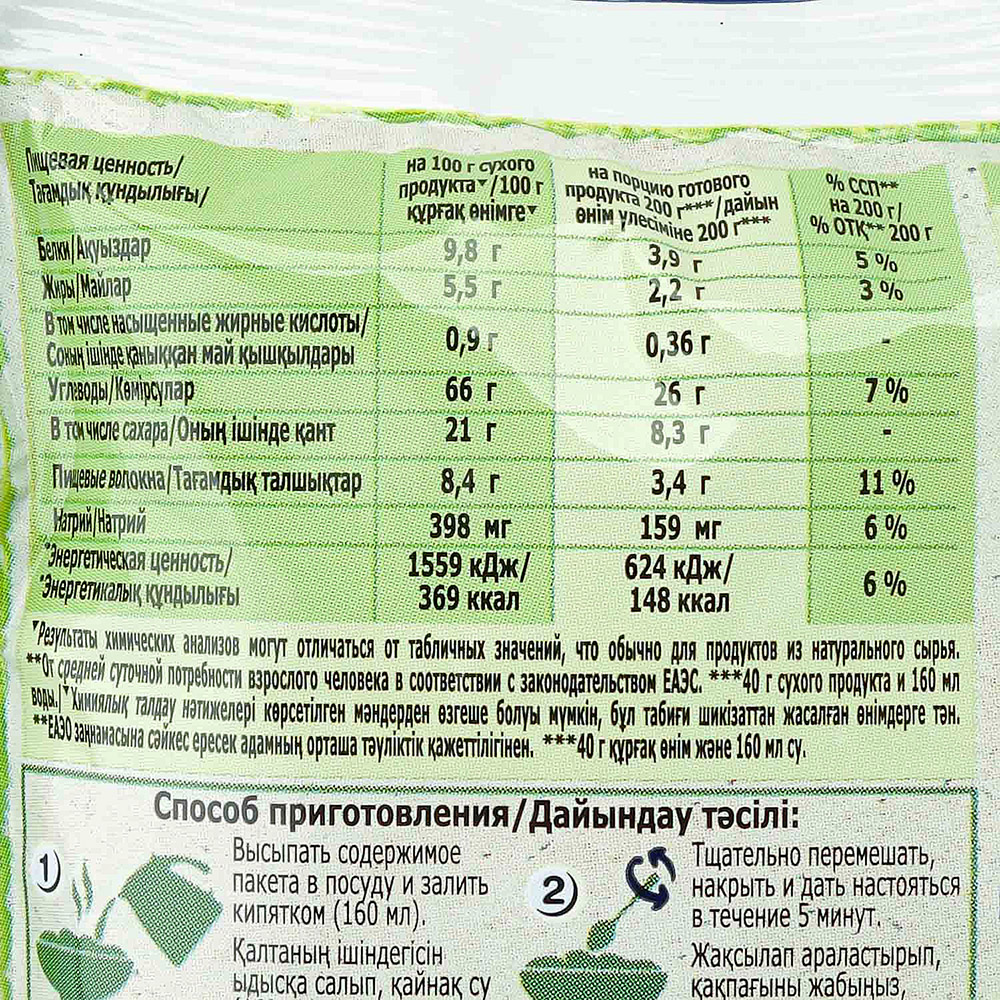 Пищевая ценность/
Тағамдық құндылығы/
на 100 г сухого
продукта▼/100 г
құрғақ өнімге▼
на порцию готового
продукта 200 г***/дайын
өнім үлесіміне 200 г***
% ССП**
на 200 г/
% ОТҚ** 200 г
Белки/Ақуыздар 9,8 г 3,9 г 5 %
Жиры/Майлар 5,5 г 2,2 г 3 %
В том числе насыщенные жирные кислоты/
Соның ішінде қаныққан май қышқылдары 0,9 г 0,36 г -
Углеводы/Көмірсулар 66 г 26 г 7 %
В том числе сахара/Оның ішінде қант 21 г 8,3 г -
Пищевые волокна/Тағамдық талшықтар 8,4 г 3,4 г 11 %
Натрий/Натрий 398 мг 159 мг 6 %
*Энергетическая ценность/
*Энергетикалық құндылығы
1559 кДж/
369 ккал
624 кДж/
148 ккал
6 %
▼Результаты химических анализов могут отличаться от табличных значений, что обычно для продуктов из натурального сырья.
**От средней суточной потребности взрослого человека в соответствии с законодательством ЕАЭС. ***40 г сухого продукта и 160 мл
воды.|▼Химиялық талдау нәтижелері көрсетілген мәндерден өзгеше болуы мүмкін, бұл табиғи шикізаттан жасалған өнімдерге тән.
**ЕАЭО заңнамасына сәйкес ересек адамның орташа тәуліктік қажеттілігінен. ***40 г құрғақ өнім және 160 мл су.
Способ приготовления/Дайындау тәсілі:
1
Высыпать содержимое
пакета в посуду и залить
кипятком (160 мл).
Қалтаның ішіндегісін
ыдысқа салып, қайнақ су
2
Тщательно перемешать,
накрыть и дать настояться
в течение 5 минут.
Жақсылап араластырып,
қақпағыны жабыңыз,